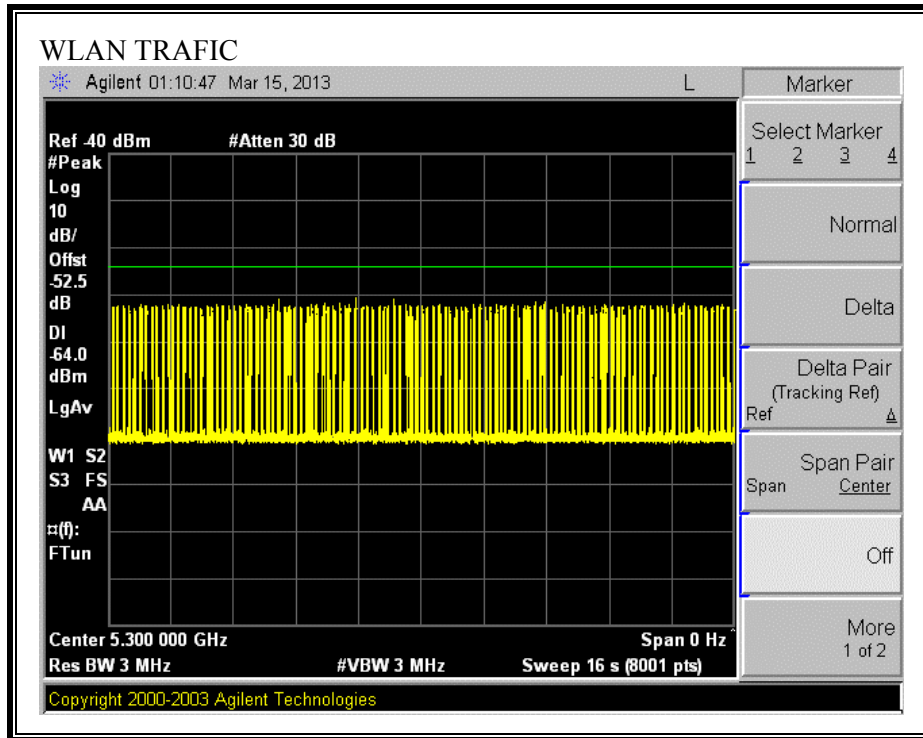 WLAN TRAFIC
Agilent 01:10:47 Mar 15, 2013 L
Ref -40 dBm #Atten 30 dB
#Peak
Log
10
dB/
Offst
-52.5
dB
DI
-64.0
dBm
LgAv
W1 S2
S3 FS
AA
¤(f):
FTun
Center 5.300 000 GHz Span 0 Hz
Res BW 3 MHz #VBW 3 MHz Sweep 16 s (8001 pts)
Copyright 2000-2003 Agilent Technologies
Marker
Select Marker
1 2 3 4
Normal
Delta
Delta Pair
(Tracking Ref)
Ref Δ
Span Pair
Span Center
Off
More
1 of 2